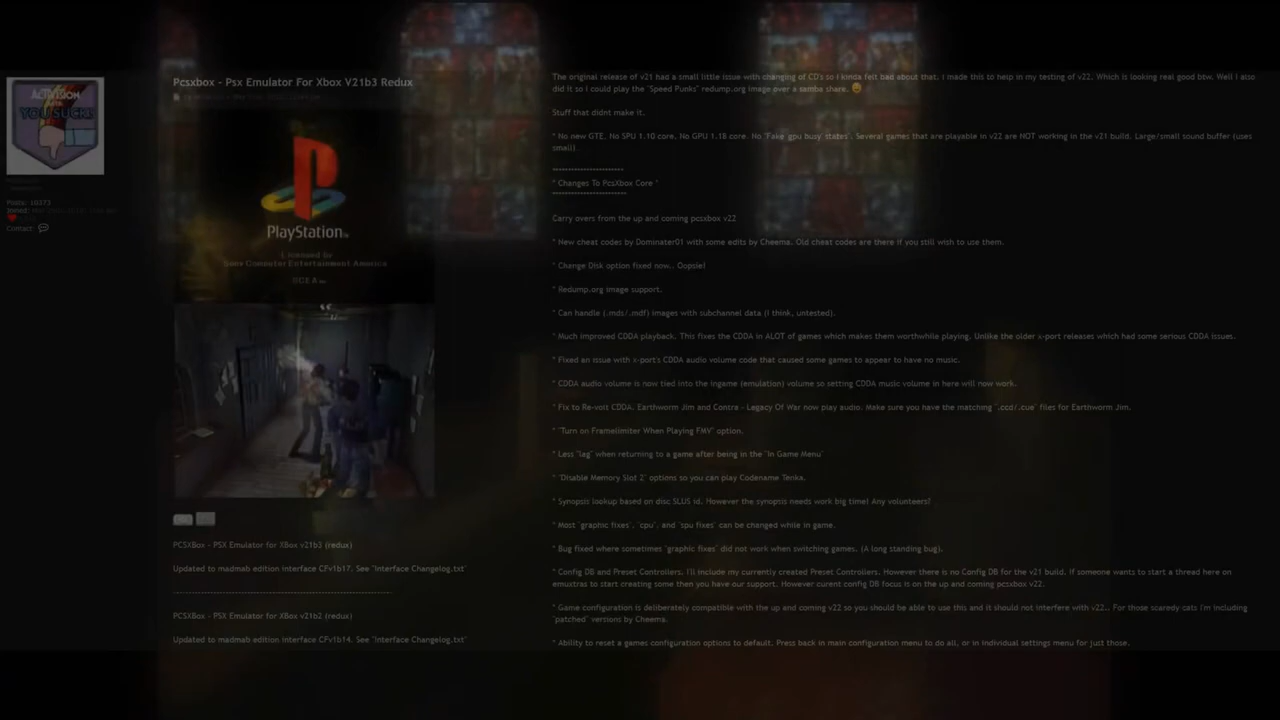 ACTIVISION
YOU SUCK!
Posts: 10373
Joined:
Contact:
Pcsxbox - Psx Emulator For Xbox V21b3 Redux
PlayStation
Licensed by
Sony Computer Entertainment America
SCEA
PCSXBox - PSX Emulator for XBox v21b3 (redux)
Updated to madmab edition interface CFv1b17. See "Interface Changelog.txt"
PCSXBox - PSX Emulator for XBox v21b2 (redux)
Updated to madmab edition interface CFv1b14. See "Interface Changelog.txt"
The original release of v21 had a small little issue with changing of CD's so I kinda felt bad about that. I made this to help in my testing of v22. Which is looking real good btw. Well I also
did it so I could play the "Speed Punks" redump.org image over a samba share.
Stuff that didnt make it.
* No new GTE, No SPU 1.10 core. No GPU 1.18 core. No "Fake gpu busy states". Several games that are playable in v22 are NOT working in the v21 build. Large/small sound buffer (uses
small).
------------------------
* Changes To PcsXbox Core *
-------------------------
Carry overs from the up and coming pcsxbox v22
* New cheat codes by Dominater01 with some edits by Cheema. Old cheat codes are there if you still wish to use them.
* Change Disk option fixed now.. Oopsie!
* Redump.org image support.
* Can handle (.mds/.mdf) images with subchannel data (I think, untested).
* Much improved CDDA playback. This fixes the CDDA in ALOT of games which makes them worthwhile playing. Unlike the older x-port releases which had some serious CDDA issues.
* Fixed an issue with x-port's CDDA audio volume code that caused some games to appear to have no music.
* CDDA audio volume is now tied into the ingame (emulation) volume so setting CDDA music volume in here will now work.
* Fix to Re-volt CDDA. Earthworm Jim and Contra - Legacy Of War now play audio. Make sure you have the matching ".ccd/.cue" files for Earthworm Jim.
* "Turn on Framelimiter When Playing FMV" option.
* Less "lag" when returning to a game after being in the "In Game Menu"
* "Disable Memory Slot 2" options so you can play Codename Tenka.
* Synopsis lookup based on disc SLUS id. However the synopsis needs work big time! Any volunteers!
* Most "graphic fixes", "cpu", and "spu fixes" can be changed while in game.
* Bug fixed where sometimes "graphic fixes" did not work when switching games. (A long standing bug).
* Config DB and Preset Controllers. I'll include my currently created Preset Controllers. However there is no Config DB for the v21 build. If someone wants to start a thread here on
emuxtras to start creating some then you have our support. However curent config DB focus is on the up and coming pcsxbox v22.
* Game configuration is deliberately compatible with the up and coming v22 so you should be able to use this and it should not interfere with v22.. For those scaredy-cats I'm including
"patched" versions by Cheema.
* Ability to reset a games configuration options to default. Press back in main configuration menu to do all, or in individual settings menu for just those.